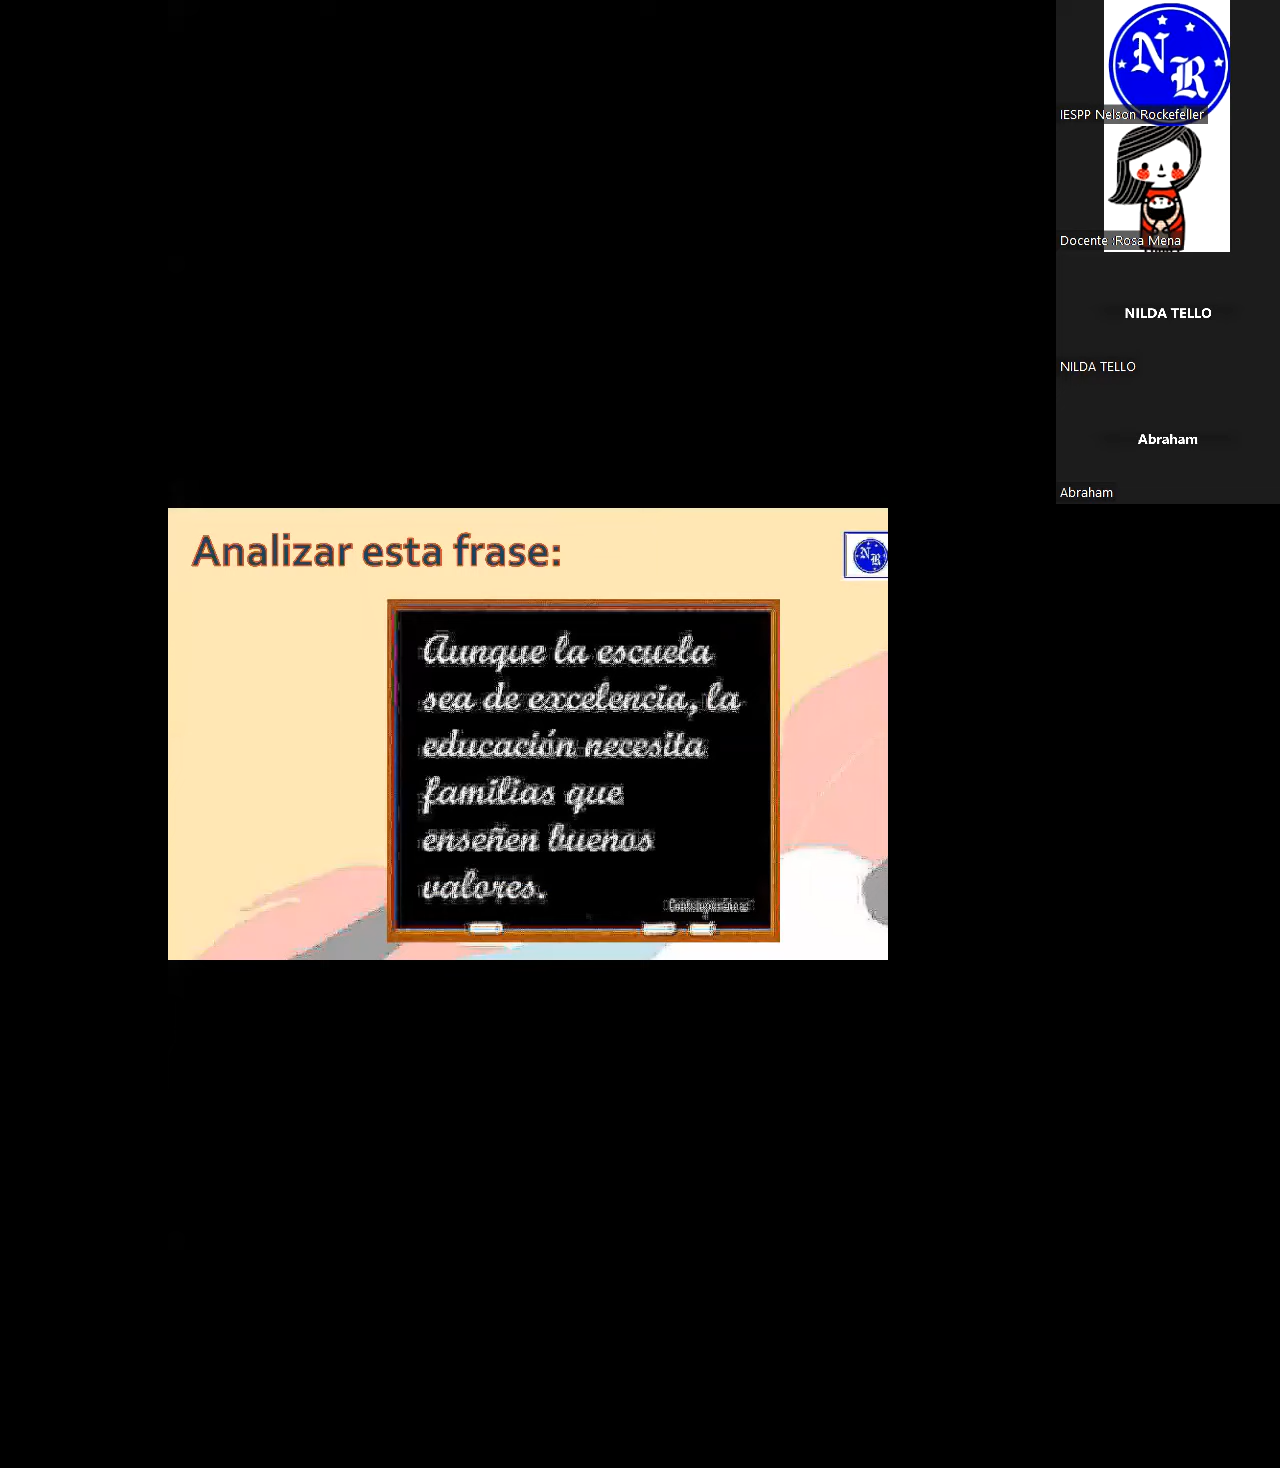 N
R
IESPP Nelson Rockefeller
Docente :Rosa Mena
NILDA TELLO
NILDA TELLO
Abraham
Abraham
Analizar esta frase:
N
R
Aunque la escuela
sea de excelencia, la
educación necesita
familias que
enseñen buenos
valores.